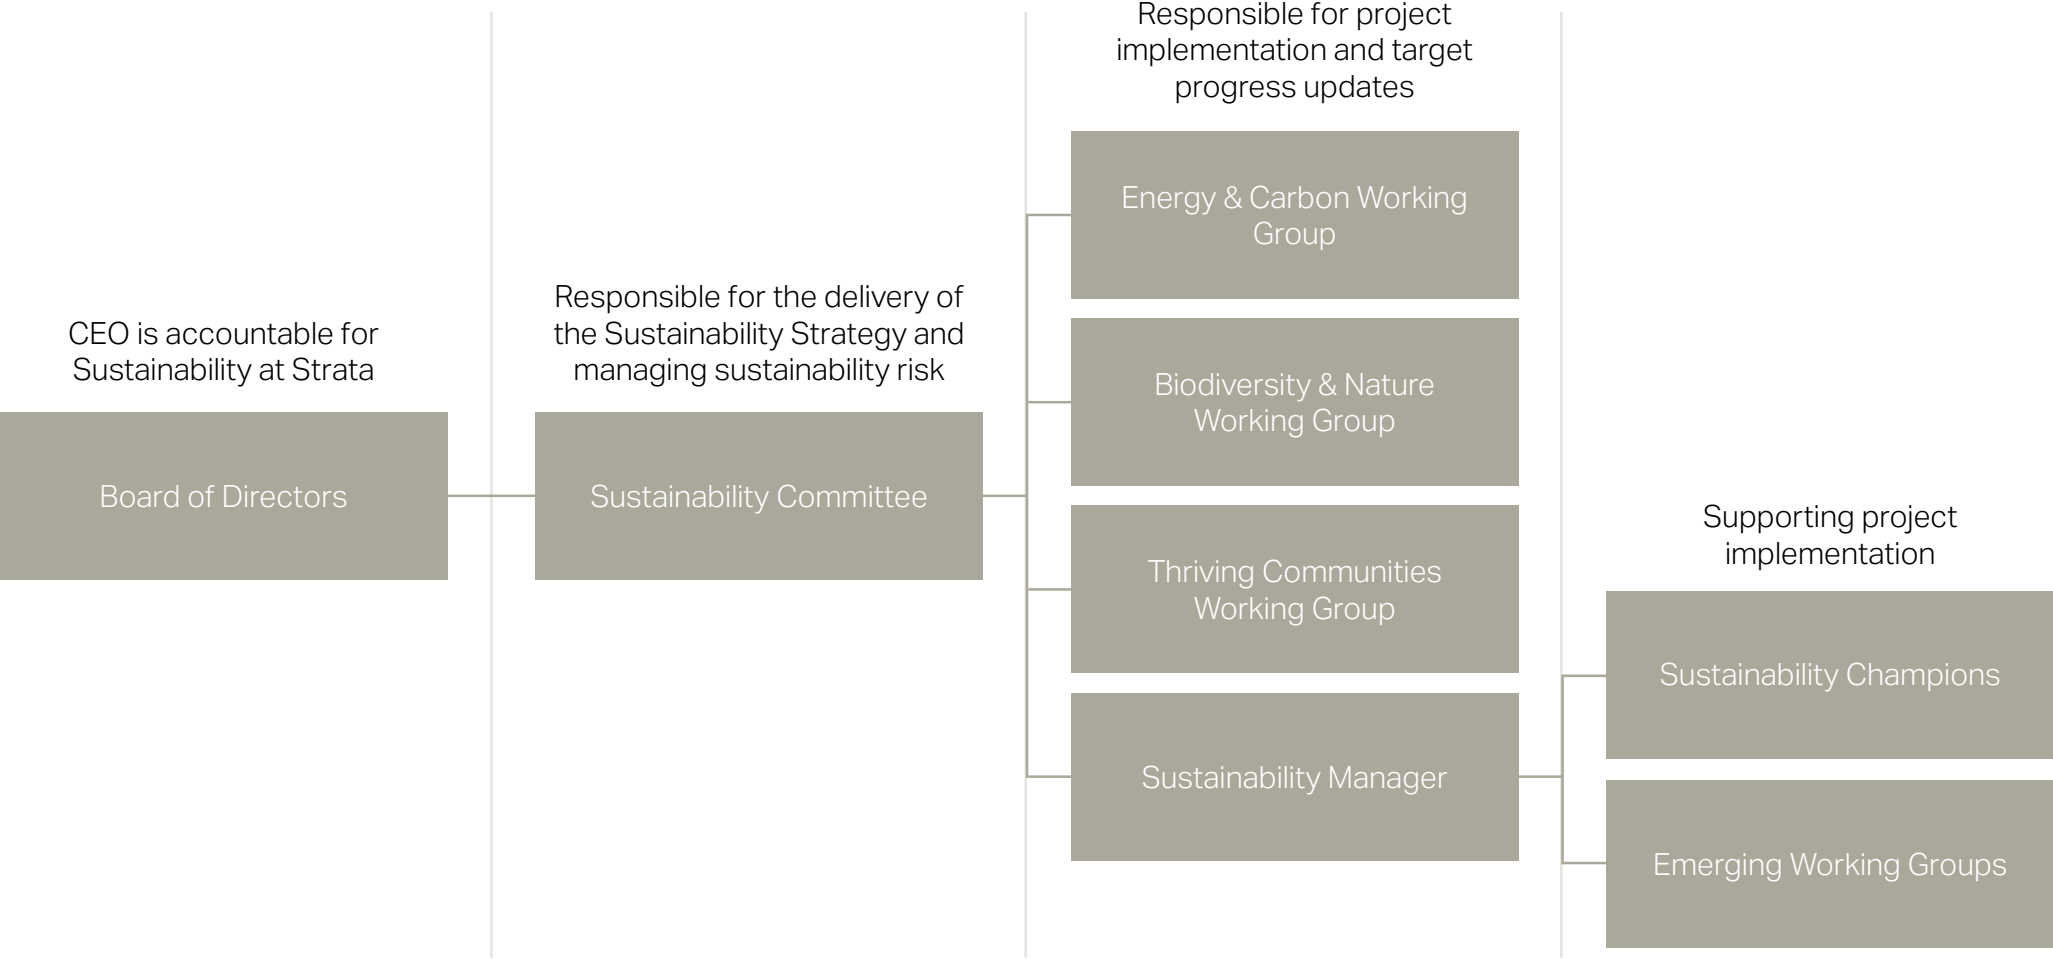 CEO is accountable for
Sustainability at Strata
Board of Directors
Responsible for the delivery of
the Sustainability Strategy and
managing sustainability risk
Sustainability Committee
Responsible for project
implementation and target
progress updates
Energy & Carbon Working
Group
Biodiversity & Nature
Working Group
Thriving Communities
Working Group
Sustainability Manager
Supporting project
implementation
Sustainability Champions
Emerging Working Groups